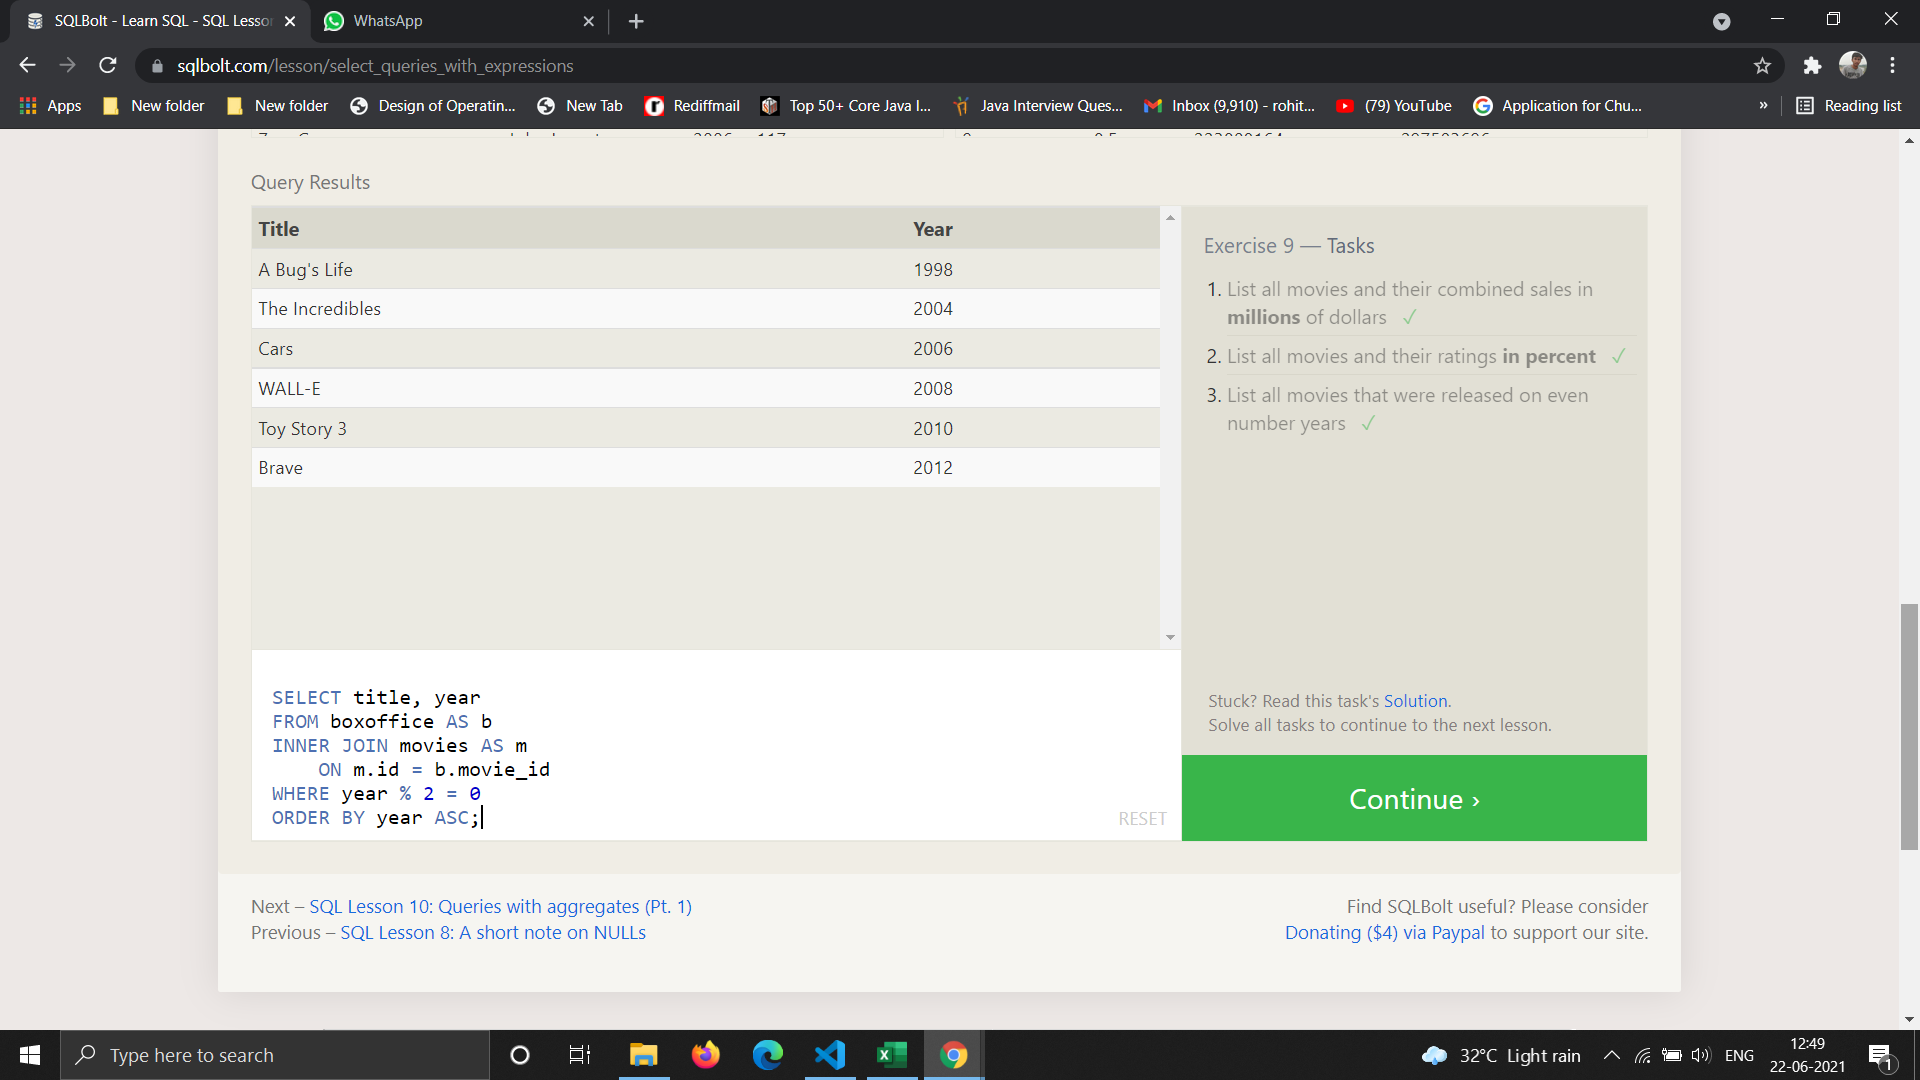 SQLBolt - Learn SQL - SQL Lesso
WhatsApp
sqlbolt.com/lesson/select_queries_with_expressions
Apps
New folder
New folder
Design of Operatin...
New Tab
Rediffmail
Top 50+ Core Java I...
Java Interview Ques...
Inbox (9,910) - rohit...
(79) YouTube
Application for Chu...
»
Reading list
Query Results
Title Year
A Bug's Life 1998
The Incredibles 2004
Cars 2006
WALL-E 2008
Toy Story 3 2010
Brave 2012
Exercise 9 — Tasks
1. List all movies and their combined sales in
millions of dollars ✓
2. List all movies and their ratings in percent ✓
3. List all movies that were released on even
number years ✓
Stuck? Read this task's Solution.
Solve all tasks to continue to the next lesson.
Continue ›
SELECT title, year
FROM boxoffice AS b
INNER JOIN movies AS m
ON m.id = b.movie_id
WHERE year % 2 = 0
ORDER BY year ASC;
RESET
Next – SQL Lesson 10: Queries with aggregates (Pt. 1)
Previous – SQL Lesson 8: A short note on NULLs
Find SQLBolt useful? Please consider
Donating ($4) via Paypal to support our site.
Type here to search
32°C Light rain
ENG
12:49
22-06-2021
1